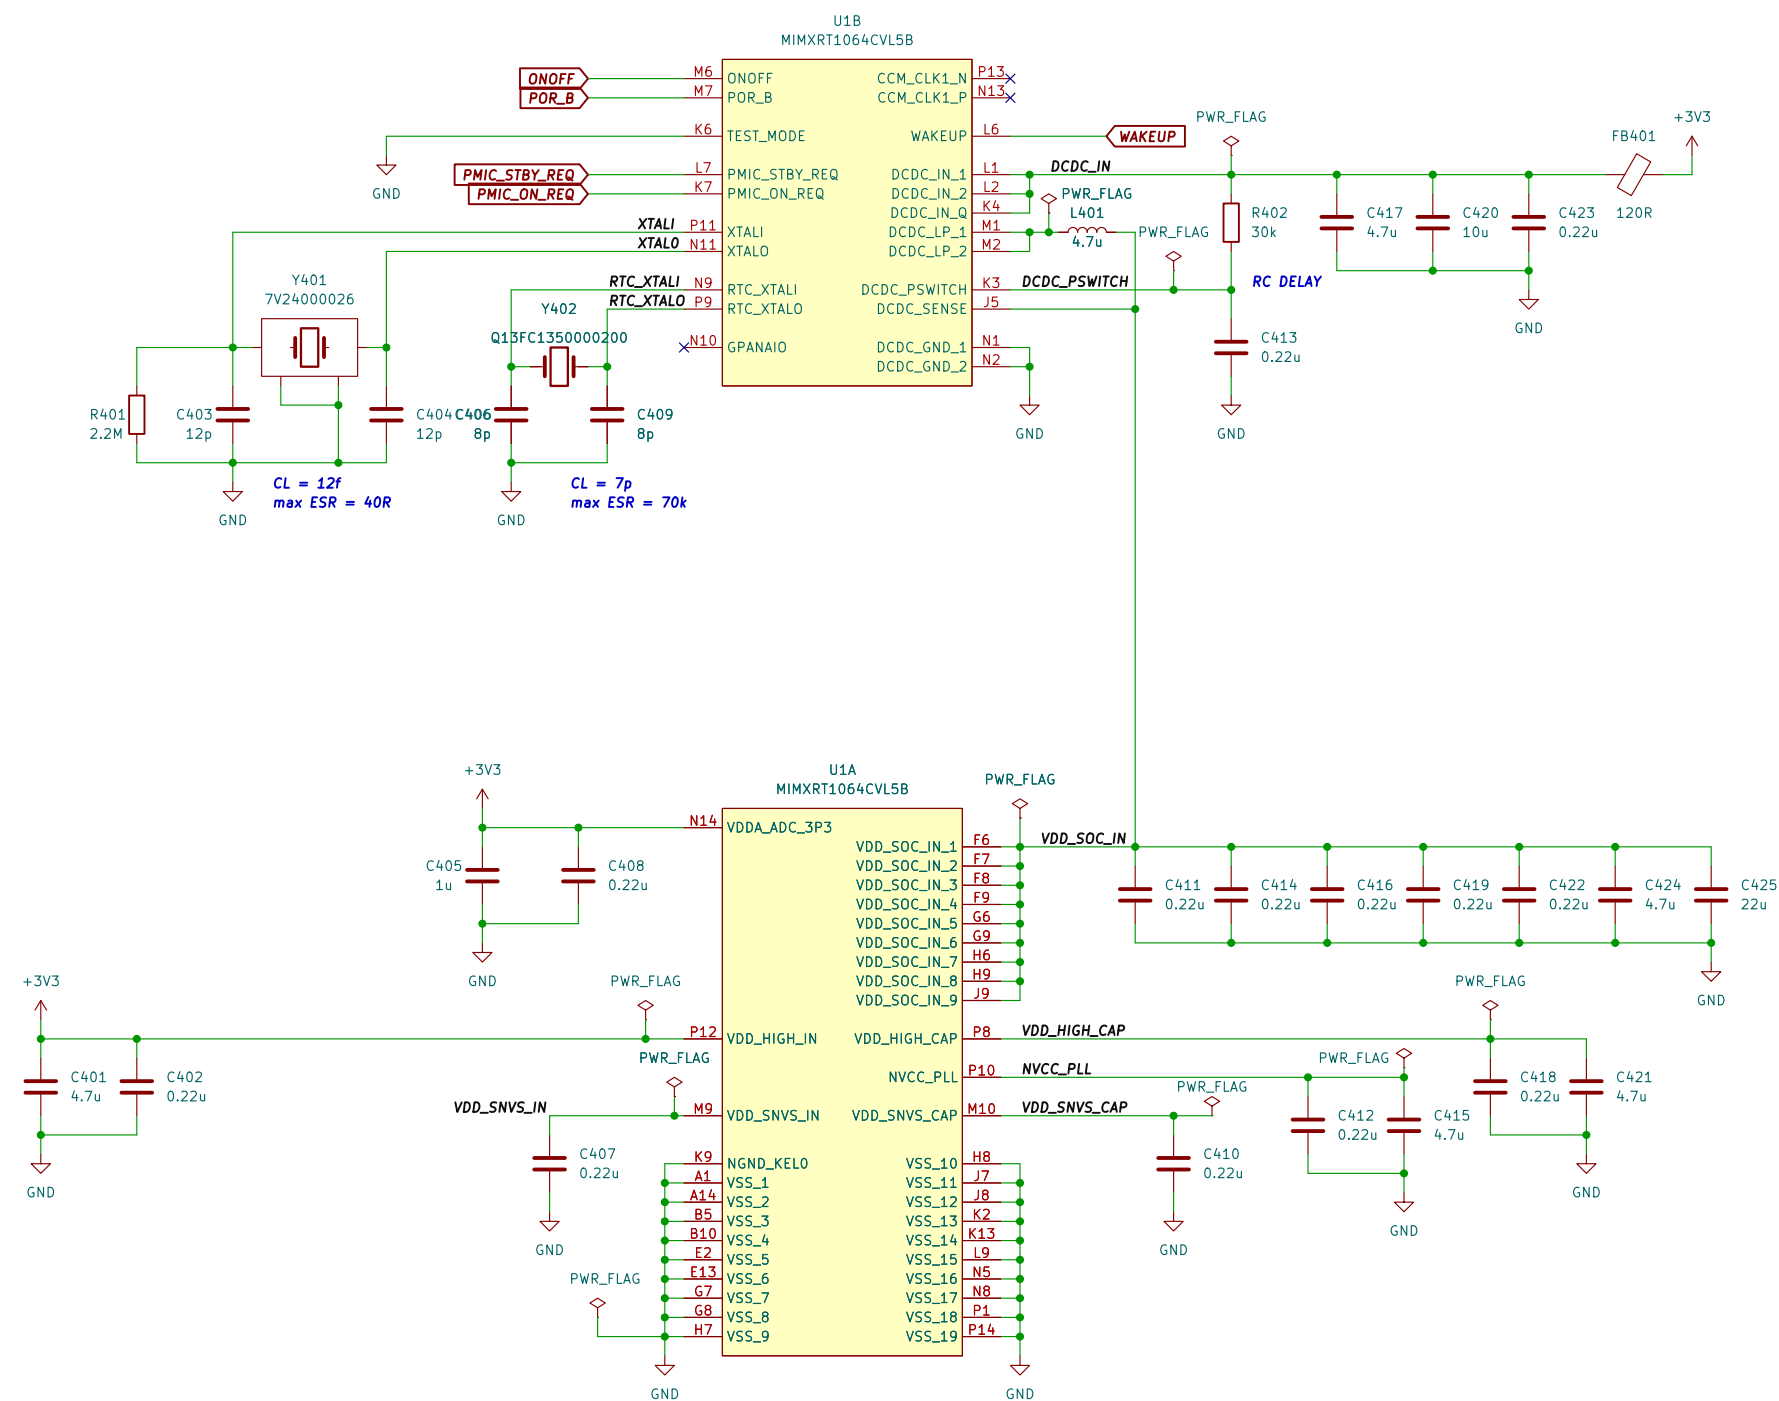 U1B
MIMXRT1064CVL5B
ONOFF
M6
ONOFF
POR_B
M7
POR_B
K6
TEST_MODE
GND
PMIC_STBY_REQ
L7
PMIC_STBY_REQ
PMIC_ON_REQ
K7
PMIC_ON_REQ
XTALI
P11
XTALI
XTALO
N11
XTALO
RTC_XTALI
N9
RTC_XTALI
RTC_XTALO
P9
RTC_XTALO
N10
GPANAIO
CCM_CLK1_N
P13
CCM_CLK1_P
N13
WAKEUP
L6
WAKEUP
DCDC_IN_1
L1
DCDC_IN
DCDC_IN_2
L2
DCDC_IN_Q
K4
DCDC_LP_1
M1
DCDC_LP_2
M2
DCDC_PSWITCH
K3
DCDC_PSWITCH
DCDC_SENSE
J5
DCDC_GND_1
N1
DCDC_GND_2
N2
GND
PWR_FLAG
L401
4.7u
PWR_FLAG
PWR_FLAG
R402
30k
RC DELAY
C413
0.22u
GND
C417
4.7u
C420
10u
C423
0.22u
GND
FB401
120R
+3V3
Y401
7V24000026
R401
2.2M
C403
12p
C404
12p
GND
CL = 12f
max ESR = 40R
Y402
Q13FC1350000200
C406
8p
C409
8p
GND
CL = 7p
max ESR = 70k
U1A
MIMXRT1064CVL5B
+3V3
N14
VDDA_ADC_3P3
C405
1u
C408
0.22u
GND
+3V3
PWR_FLAG
P12
VDD_HIGH_IN
C401
4.7u
C402
0.22u
GND
PWR_FLAG
VDD_SNVS_IN
M9
VDD_SNVS_IN
C407
0.22u
GND
K9
NGND_KEL0
A1
VSS_1
A14
VSS_2
B5
VSS_3
B10
VSS_4
E2
VSS_5
E13
VSS_6
G7
VSS_7
G8
VSS_8
H7
VSS_9
PWR_FLAG
GND
PWR_FLAG
VDD_SOC_IN_1
F6
VDD_SOC_IN
VDD_SOC_IN_2
F7
VDD_SOC_IN_3
F8
VDD_SOC_IN_4
F9
VDD_SOC_IN_5
G6
VDD_SOC_IN_6
G9
VDD_SOC_IN_7
H6
VDD_SOC_IN_8
H9
VDD_SOC_IN_9
J9
C411
0.22u
C414
0.22u
C416
0.22u
C419
0.22u
C422
0.22u
C424
4.7u
C425
22u
GND
VDD_HIGH_CAP
P8
VDD_HIGH_CAP
PWR_FLAG
C418
0.22u
C421
4.7u
GND
NVCC_PLL
P10
NVCC_PLL
PWR_FLAG
C412
0.22u
C415
4.7u
GND
VDD_SNVS_CAP
M10
VDD_SNVS_CAP
PWR_FLAG
C410
0.22u
GND
VSS_10
H8
VSS_11
J7
VSS_12
J8
VSS_13
K2
VSS_14
K13
VSS_15
L9
VSS_16
N5
VSS_17
N8
VSS_18
P1
VSS_19
P14
GND